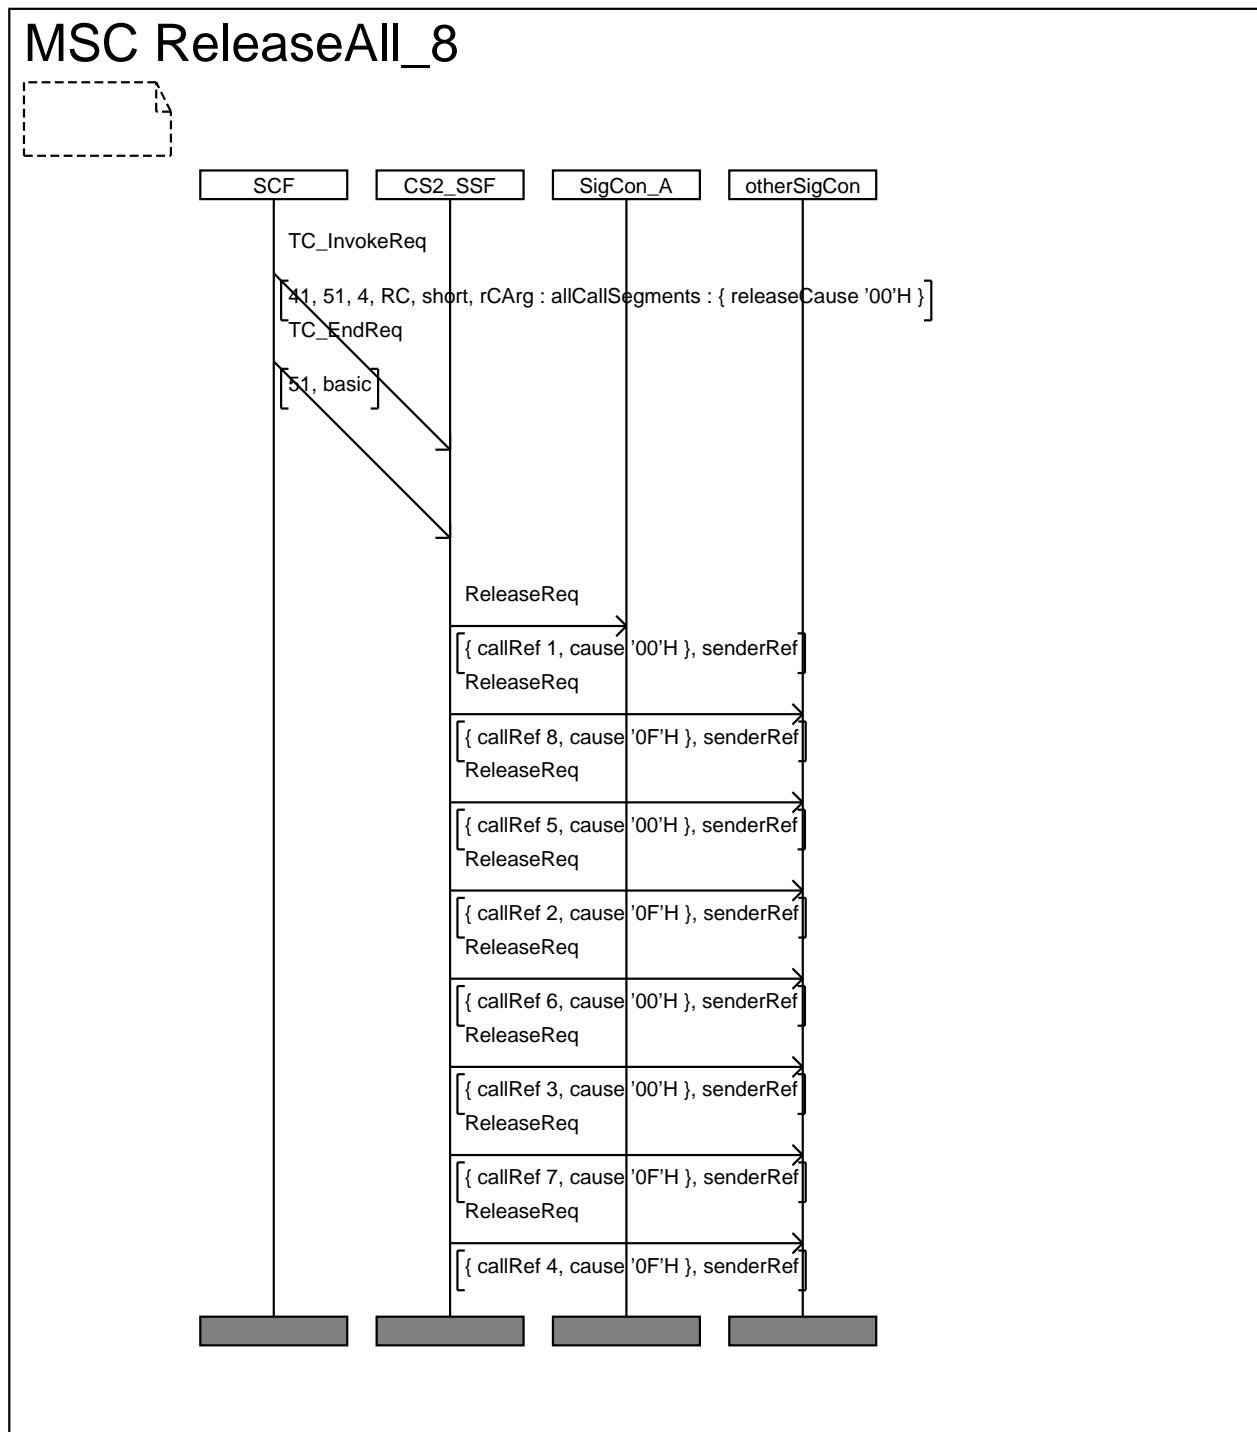 MSC ReleaseAll_8
SCF
CS2_SSF
SigCon_A
otherSigCon
TC_InvokeReq
41, 51, 4, RC, short, rCArg : allCallSegments : { releaseCause '00'H }
TC_EndReq
51, basic
ReleaseReq
{ callRef 1, cause '00'H }, senderRef
ReleaseReq
{ callRef 8, cause '0F'H }, senderRef
ReleaseReq
{ callRef 5, cause '00'H }, senderRef
ReleaseReq
{ callRef 2, cause '0F'H }, senderRef
ReleaseReq
{ callRef 6, cause '00'H }, senderRef
ReleaseReq
{ callRef 3, cause '00'H }, senderRef
ReleaseReq
{ callRef 7, cause '0F'H }, senderRef
ReleaseReq
{ callRef 4, cause '0F'H }, senderRef